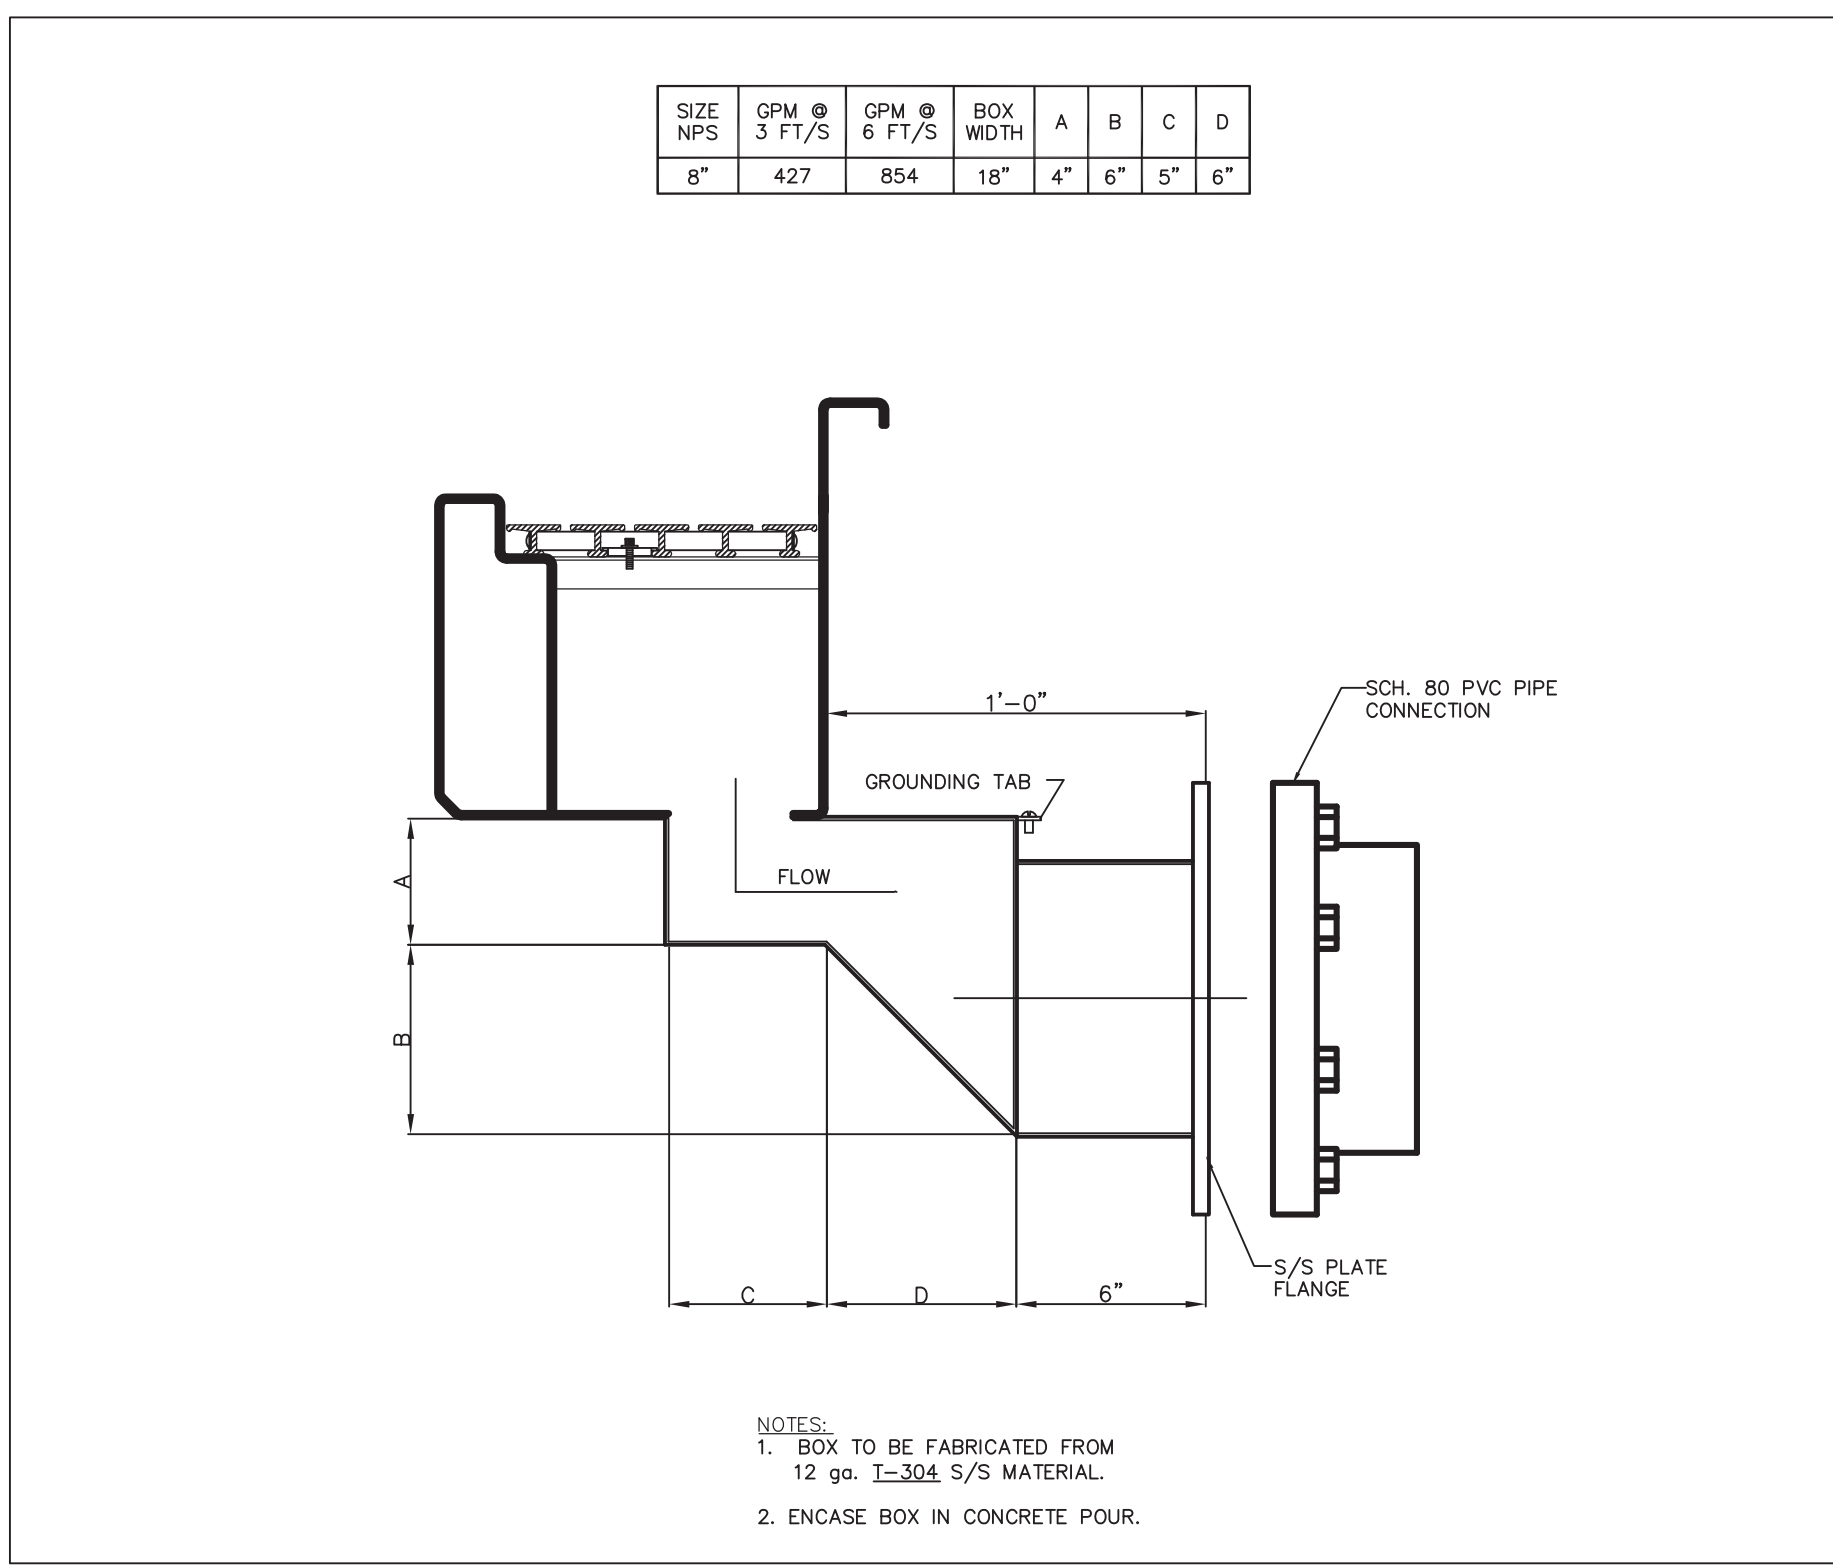 SIZE NPS GPM @ 3 FT/S GPM @ 6 FT/S BOX WIDTH A B C D
8” 427 854 18” 4” 6” 5” 6”
1’-0”
SCH. 80 PVC PIPE
CONNECTION
GROUNDING TAB
FLOW
A
B
S/S PLATE
FLANGE
C D 6”
NOTES:
1. BOX TO BE FABRICATED FROM
12 ga. T-304 S/S MATERIAL.
2. ENCASE BOX IN CONCRETE POUR.